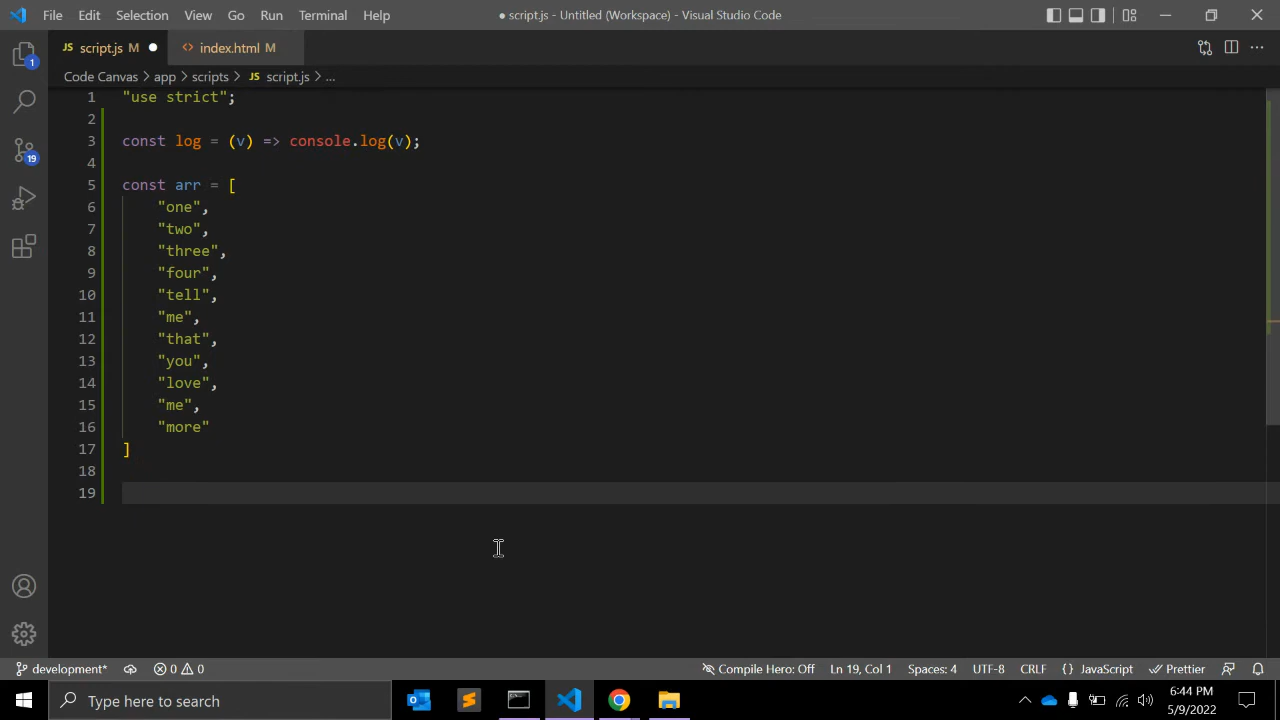 File Edit Selection View Go Run Terminal Help ● script.js - Untitled (Workspace) - Visual Studio Code
JS script.js M ● <> index.html M
Code Canvas > app > scripts > JS script.js > ...
1 "use strict";
2
3 const log = (v) => console.log(v);
4
5 const arr = [
6 "one",
7 "two",
8 "three",
9 "four",
10 "tell",
11 "me",
12 "that",
13 "you",
14 "love",
15 "me",
16 "more"
17 ]
18
19
1
19
development* 0 0 Compile Hero: Off Ln 19, Col 1 Spaces: 4 UTF-8 CRLF {} JavaScript Prettier
Type here to search
6:44 PM
5/9/2022